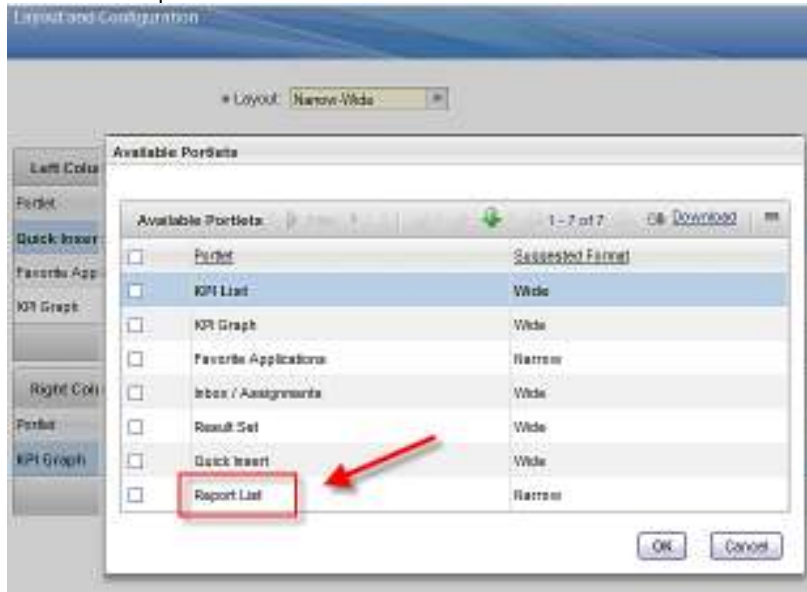 Layout and Configuration
* Layout: Narrow-Wide
Available Portlets
Left Colu
Portlet
Quick Inser
Favorite App
KPI Graph
Right Colu
Portlet
KPI Graph
Available Portlets 1 - 7 of 7 Download
Portlet Suggested Format
KPI List Wide
KPI Graph Wide
Favorite Applications Narrow
Inbox / Assignments Wide
Result Set Wide
Quick Insert Wide
Report List Narrow
OK Cancel